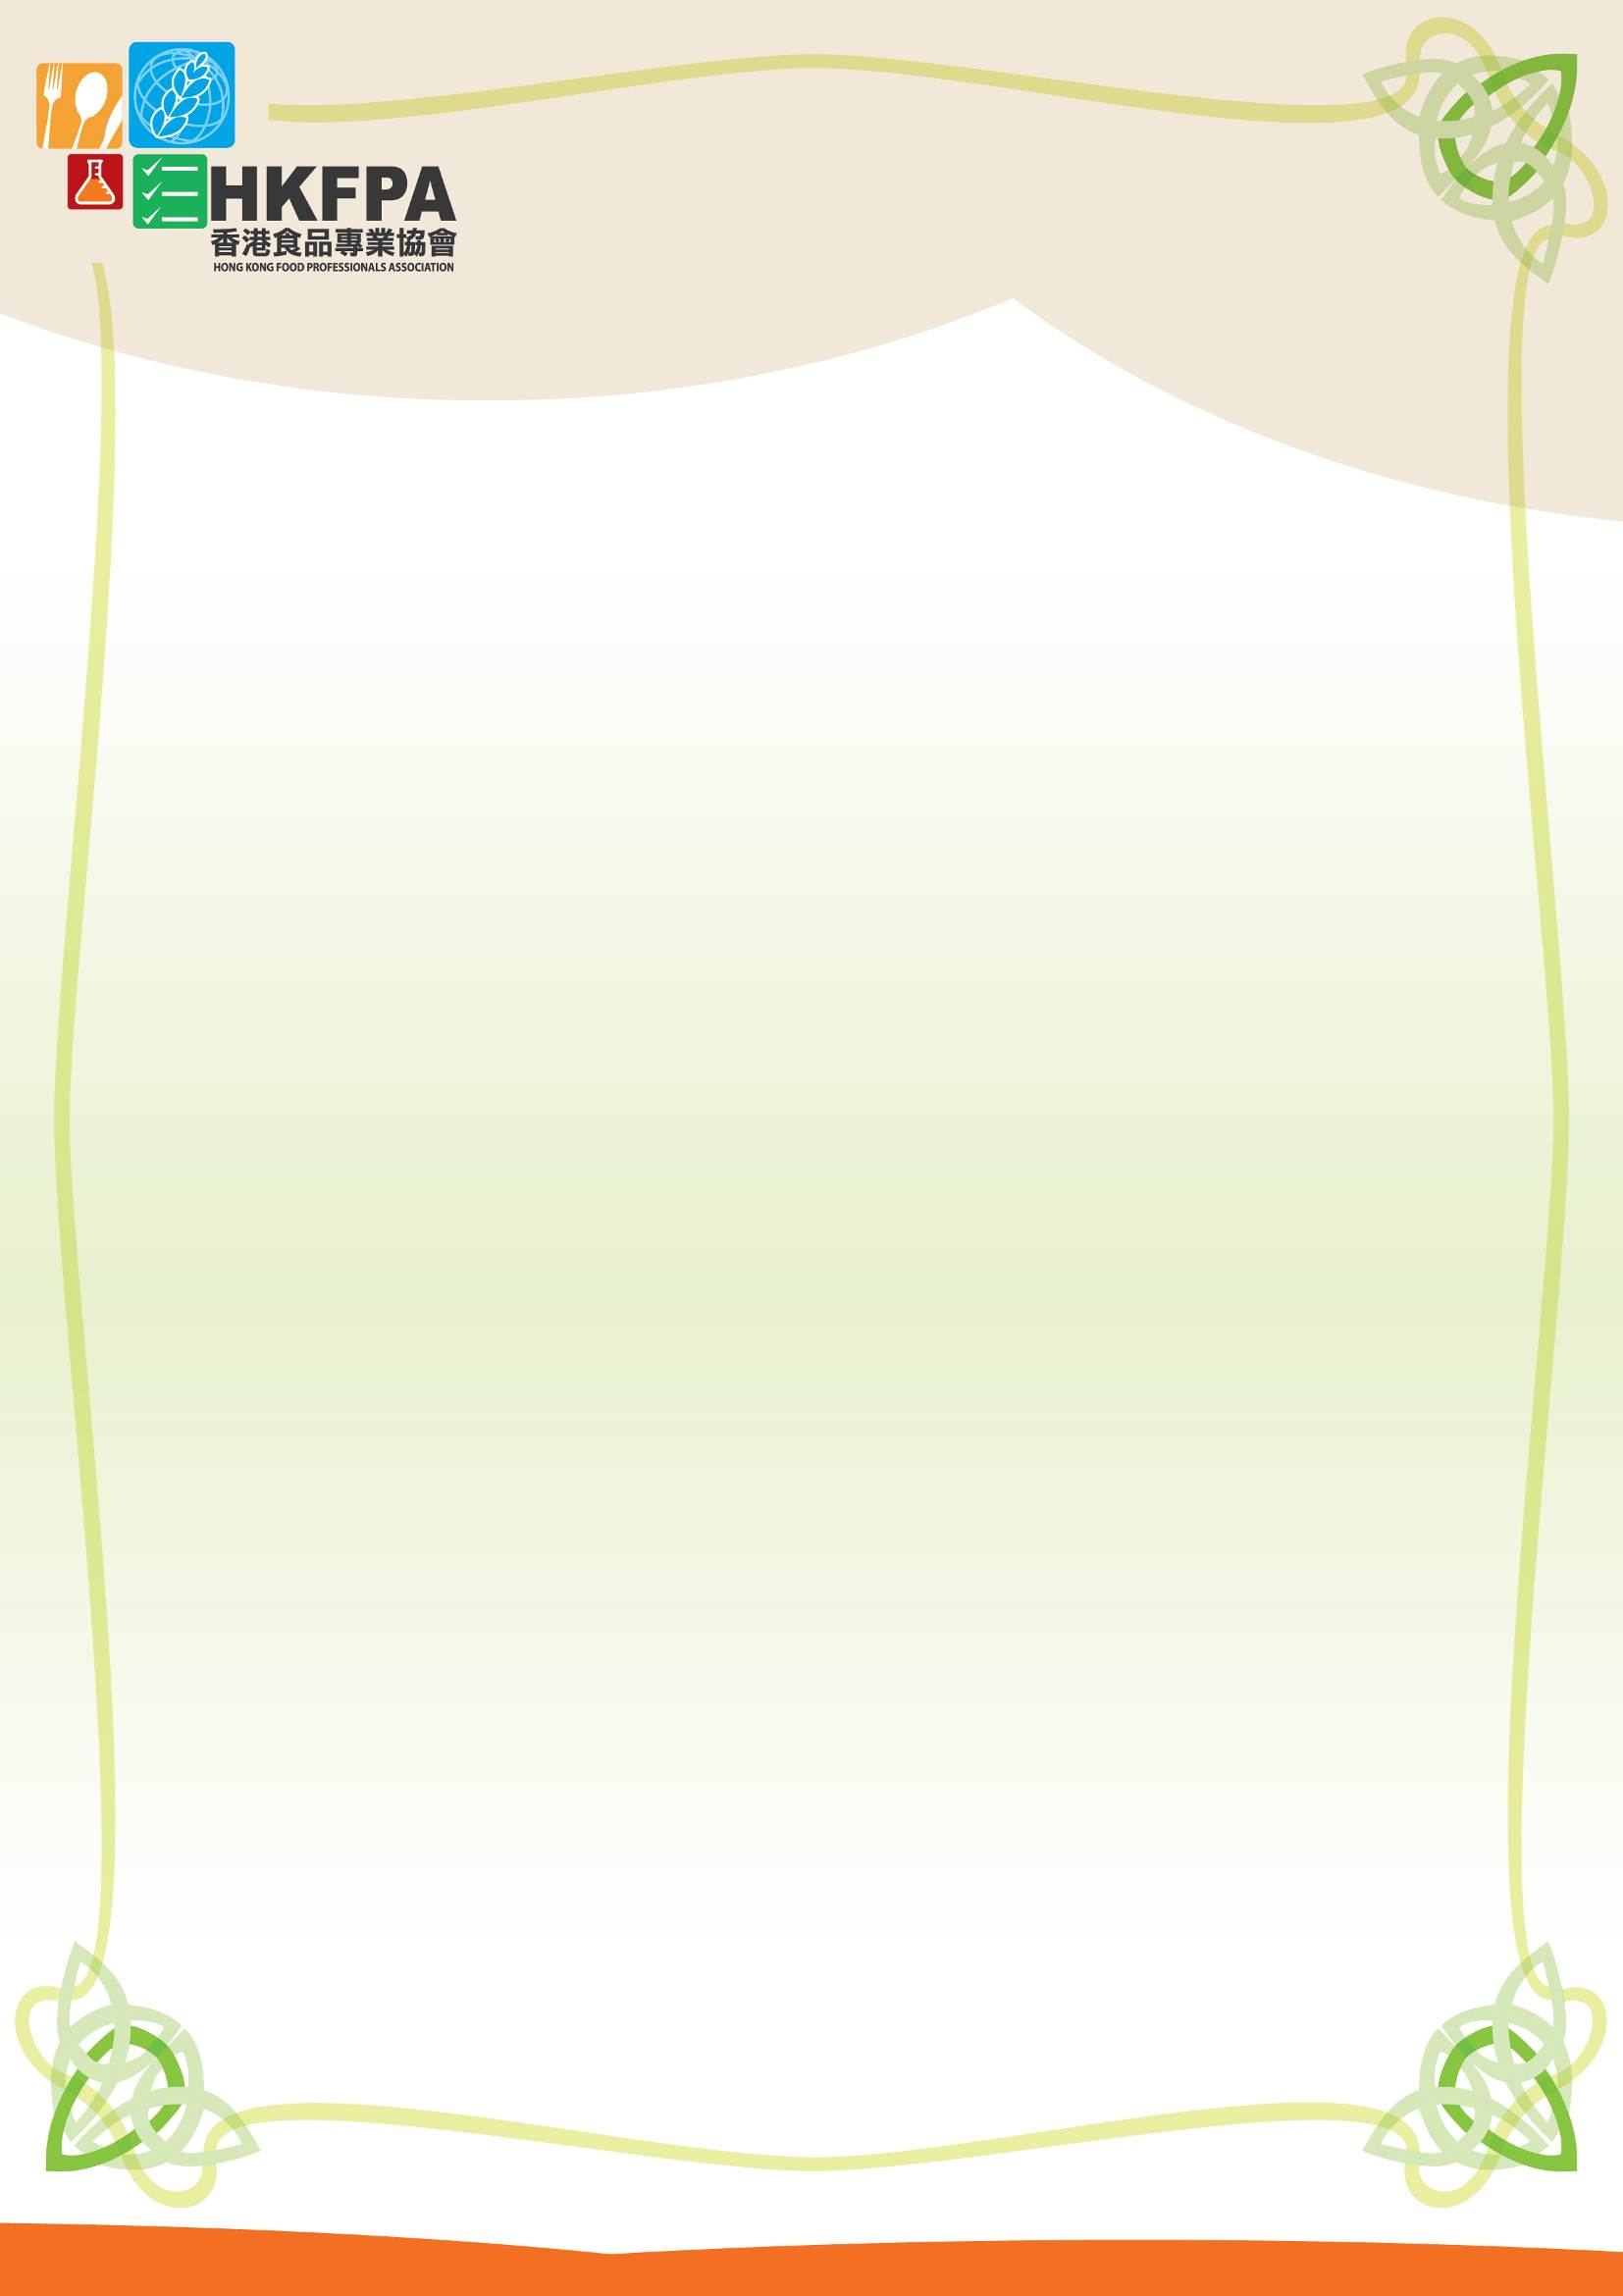 HKFPA
香港食品專業協會
HONG KONG FOOD PROFESSIONALS ASSOCIATION